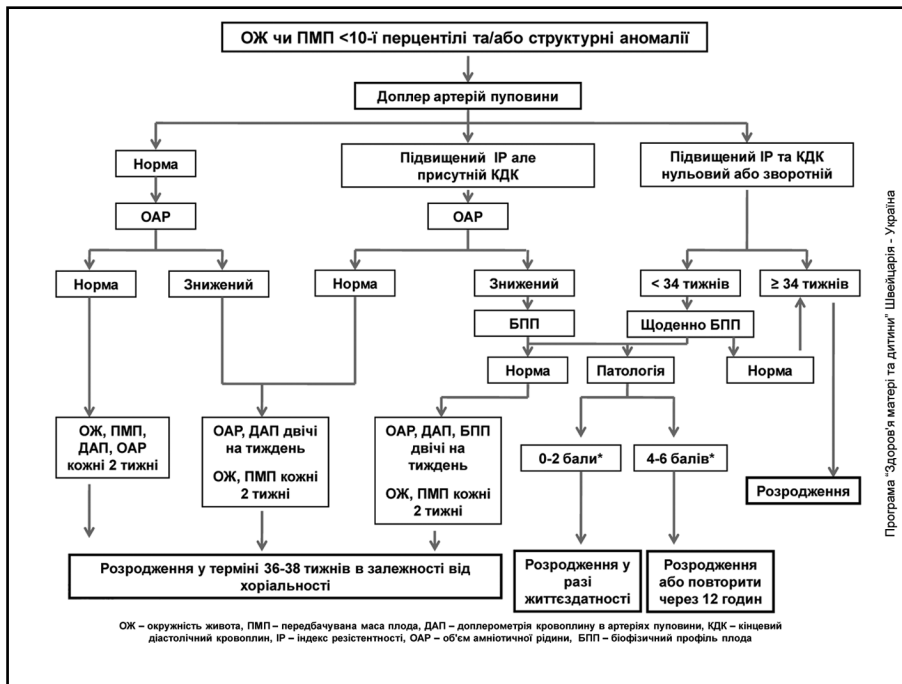 ОЖ чи ПМП <10-ї перцентілі та/або структурні аномалії
Доплер артерій пуповини
Норма
Підвищений ІР але
присутній КДК
Підвищений ІР та КДК
нульовий або зворотній
ОАР
ОАР
Норма
Знижений
Норма
Знижений
< 34 тижнів
≥ 34 тижнів
БПП
Щоденно БПП
Норма
Патологія
Норма
ОЖ, ПМП,
ДАП, ОАР
кожні 2 тижні
ОАР, ДАП двічі
на тиждень
ОЖ, ПМП кожні
2 тижні
ОАР, ДАП, БПП
двічі на
тиждень
ОЖ, ПМП кожні
2 тижні
0-2 бали*
4-6 балів*
Розродження
Розродження у терміні 36-38 тижнів в залежності від
хоріальності
Розродження у
разі
життєздатності
Розродження
або повторити
через 12 годин
ОЖ – окружність живота, ПМП – передбачувана маса плода, ДАП – доплерометрія кровоплину в артеріях пуповини, КДК – кінцевий
діастолічний кровоплин, ІР – індекс резістентності, ОАР – об'єм амніотичної рідини, БПП – біофізичний профіль плода
Програма "Здоров'я матері та дитини" Швейцарія - Україна